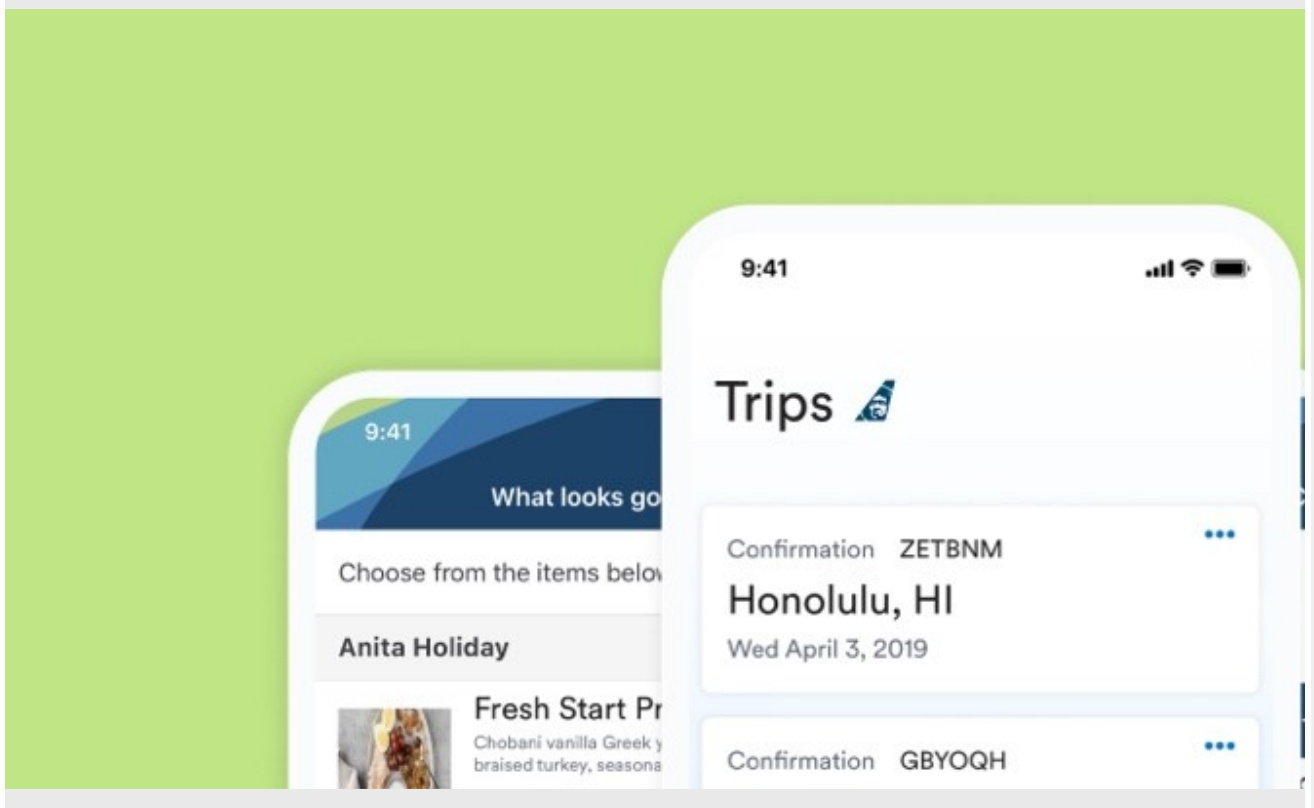 9:41
What looks go
Choose from the items below
Anita Holiday
Fresh Start Pr
Chobani vanilla Greek y
braised turkey, seasona
9:41
Trips
Confirmation ZETBNM
Honolulu, HI
Wed April 3, 2019
Confirmation GBYOQH